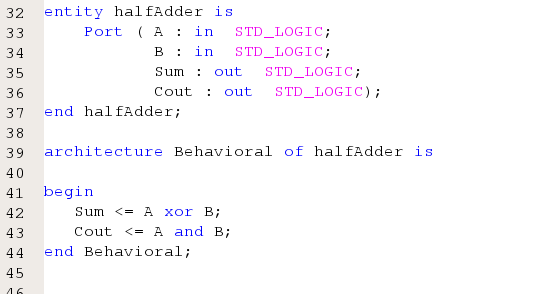 32 entity halfAdder is
33     Port ( A : in  STD_LOGIC;
34            B : in  STD_LOGIC;
35            Sum : out  STD_LOGIC;
36            Cout : out  STD_LOGIC);
37 end halfAdder;
38
39 architecture Behavioral of halfAdder is
40
41 begin
42    Sum <= A xor B;
43    Cout <= A and B;
44 end Behavioral;
45
46